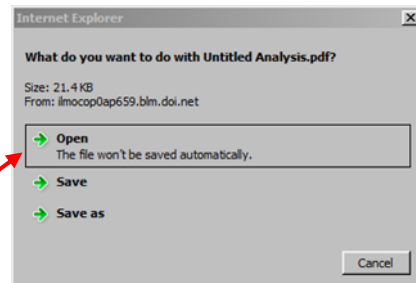 Internet Explorer
What do you want to do with Untitled Analysis.pdf?
Size: 21.4 KB
From: ilmocop0ap659.blm.doi.net
Open
The file won't be saved automatically.
Save
Save as
Cancel